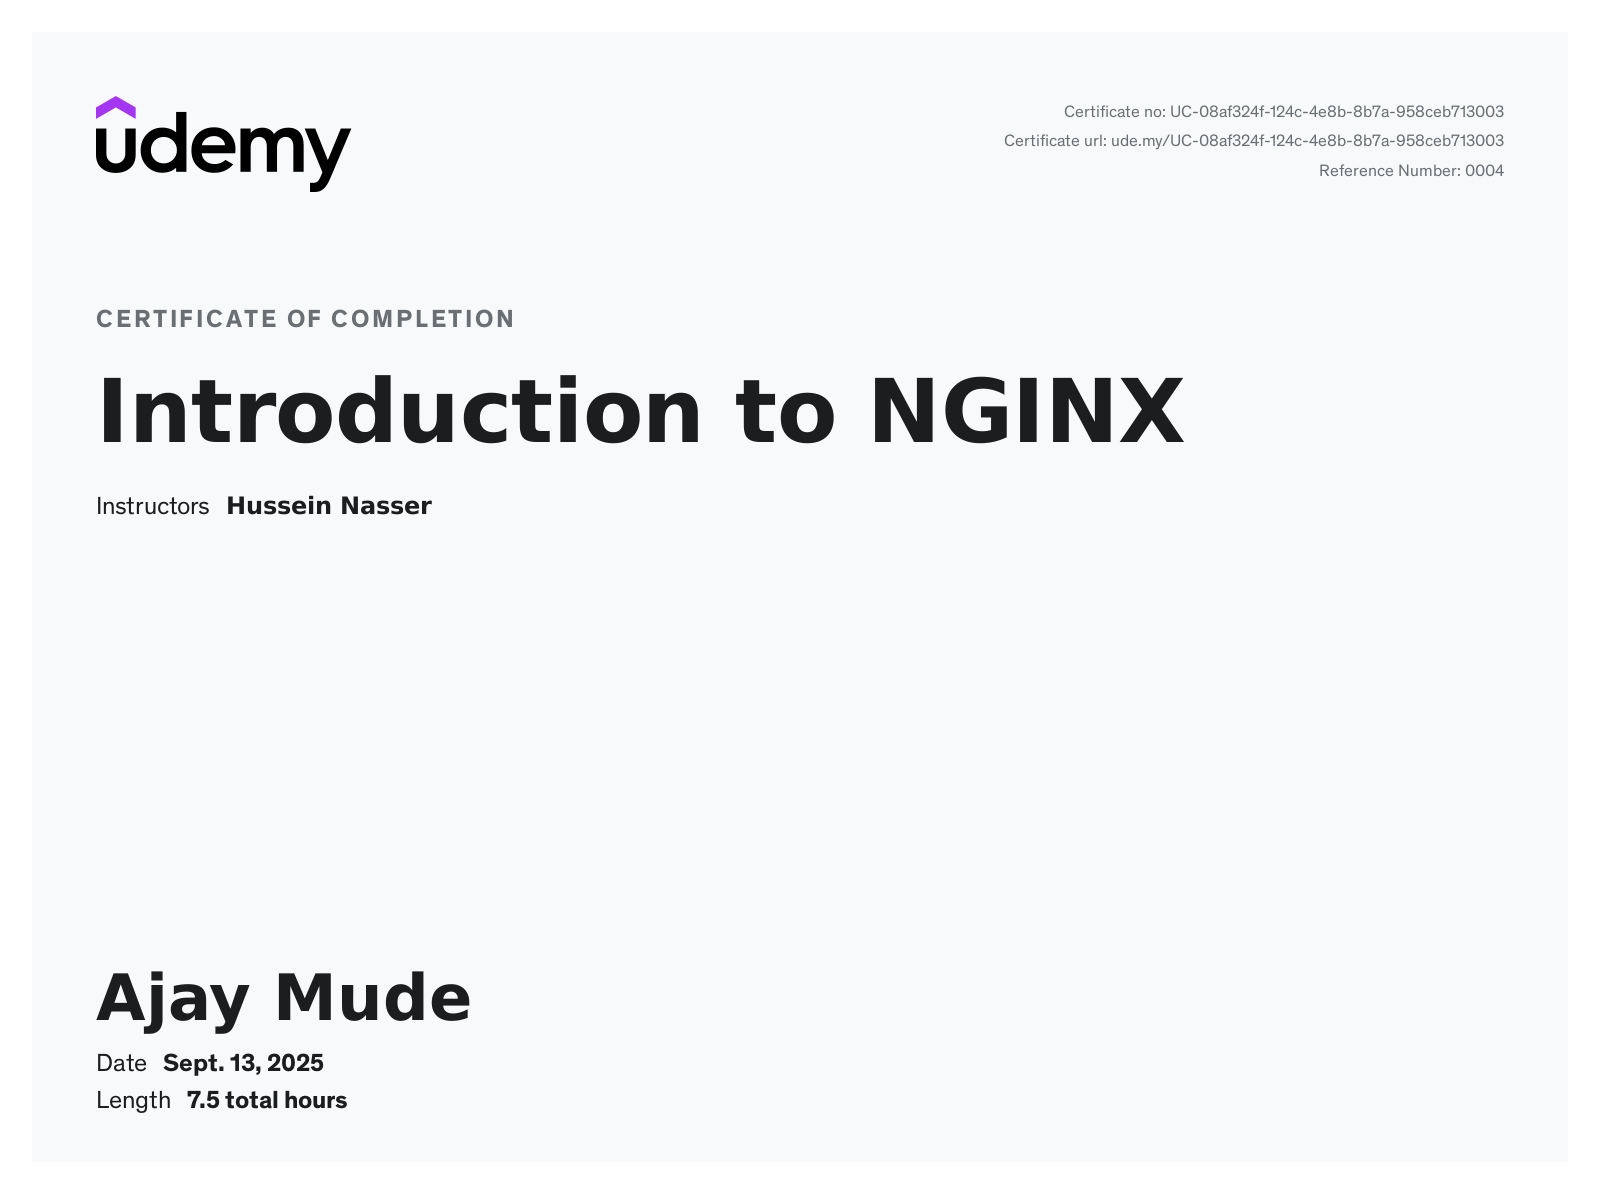 udemy
Certificate no: UC-08af324f-124c-4e8b-8b7a-958ceb713003
Certificate url: ude.my/UC-08af324f-124c-4e8b-8b7a-958ceb713003
Reference Number: 0004
CERTIFICATE OF COMPLETION
Introduction to NGINX
Instructors Hussein Nasser
Ajay Mude
Date Sept. 13, 2025
Length 7.5 total hours